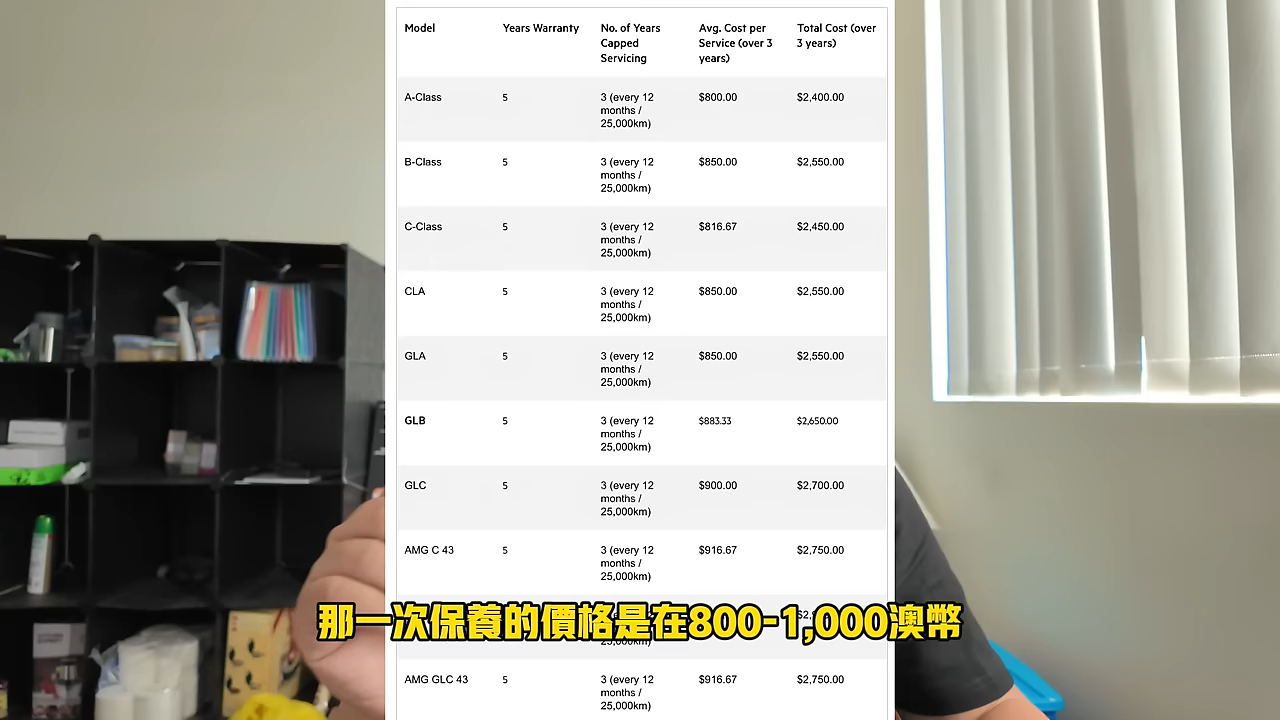 Model Years Warranty No. of Years Avg. Cost per Total Cost (over
Capped Service (over 3 3 years)
Servicing years)
A-Class 5 3 (every 12 $800.00 $2,400.00
months /
25,000km)
B-Class 5 3 (every 12 $850.00 $2,550.00
months /
25,000km)
C-Class 5 3 (every 12 $816.67 $2,450.00
months /
25,000km)
CLA 5 3 (every 12 $850.00 $2,550.00
months /
25,000km)
GLA 5 3 (every 12 $850.00 $2,550.00
months /
25,000km)
GLB 5 3 (every 12 $883.33 $2,650.00
months /
25,000km)
GLC 5 3 (every 12 $900.00 $2,700.00
months /
25,000km)
AMG C 43 5 3 (every 12 $916.67 $2,750.00
months /
25,000km)
那一次保養的價格是在800-1,000澳幣
25,000km)
AMG GLC 43 5 3 (every 12 $916.67 $2,750.00
months /
25,000km)